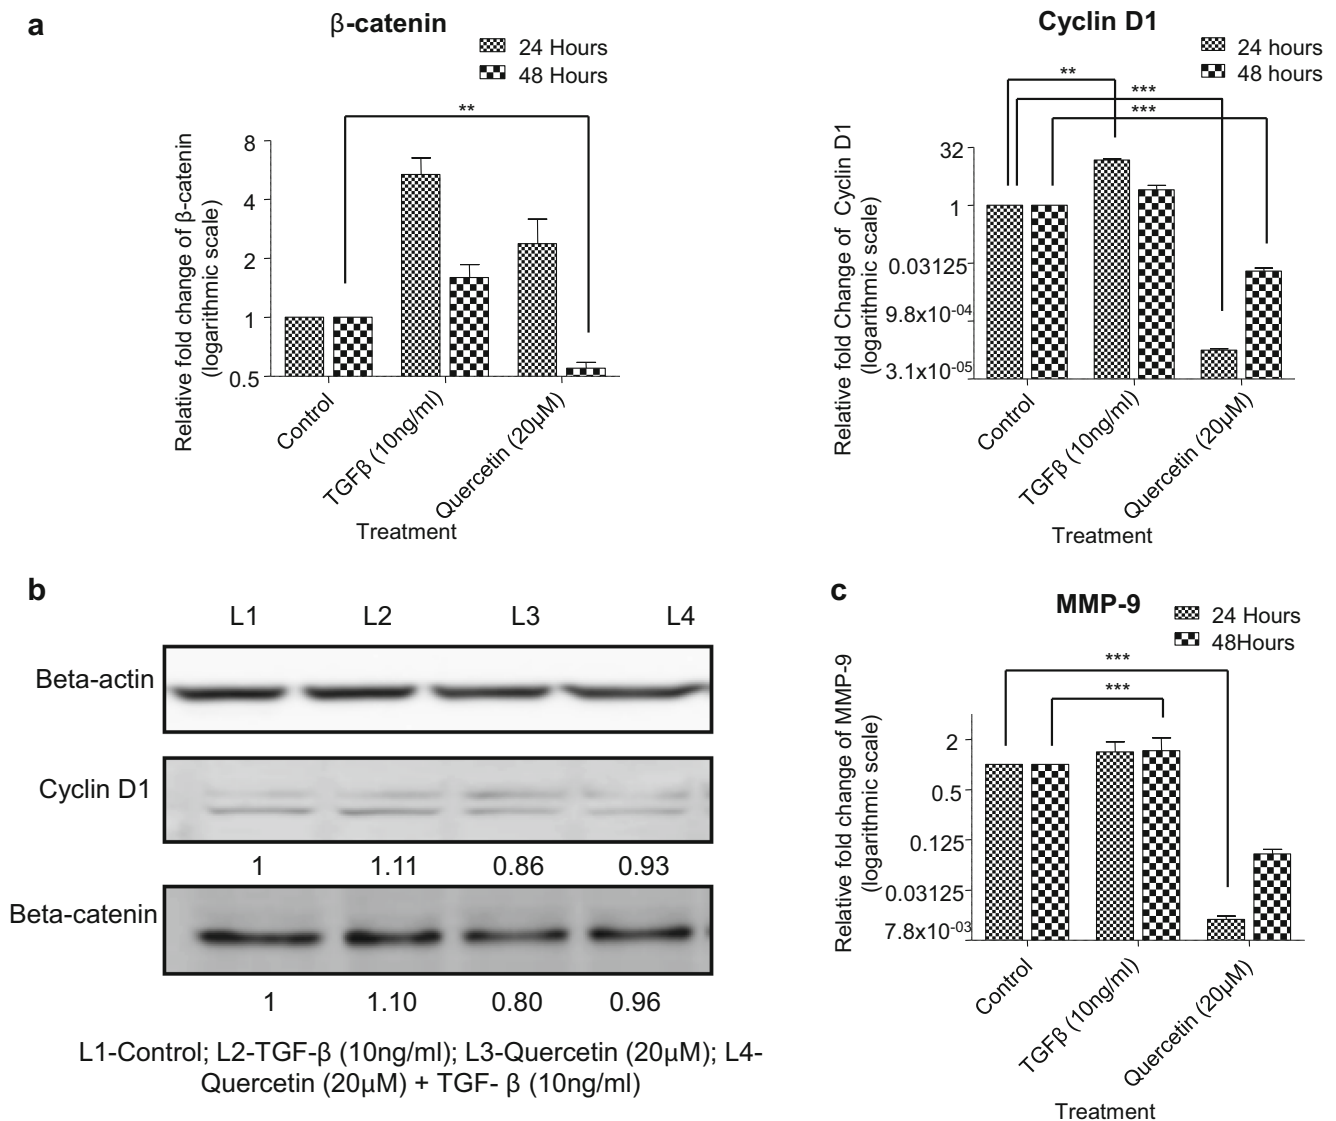 a
β-catenin
24 Hours
48 Hours
**
Relative fold change of β-catenin
(logarithmic scale)
8
4
2
1
0.5
Control
TGFβ (10ng/ml)
Quercetin (20μM)
Treatment
Cyclin D1
24 hours
48 hours
**
***
***
Relative fold Change of Cyclin D1
(logarithmic scale)
32
1
0.03125
9.8x10-04
3.1x10-05
Control
TGFβ (10ng/ml)
Quercetin (20μM)
Treatment
b
L1 L2 L3 L4
Beta-actin
Cyclin D1
1 1.11 0.86 0.93
Beta-catenin
1 1.10 0.80 0.96
L1-Control; L2-TGF-β (10ng/ml); L3-Quercetin (20μM); L4-
Quercetin (20μM) + TGF- β (10ng/ml)
c
MMP-9
24 Hours
48Hours
***
***
Relative fold change of MMP-9
(logarithmic scale)
2
0.5
0.125
0.03125
7.8x10-03
Control
TGFβ (10ng/ml)
Quercetin (20μM)
Treatment